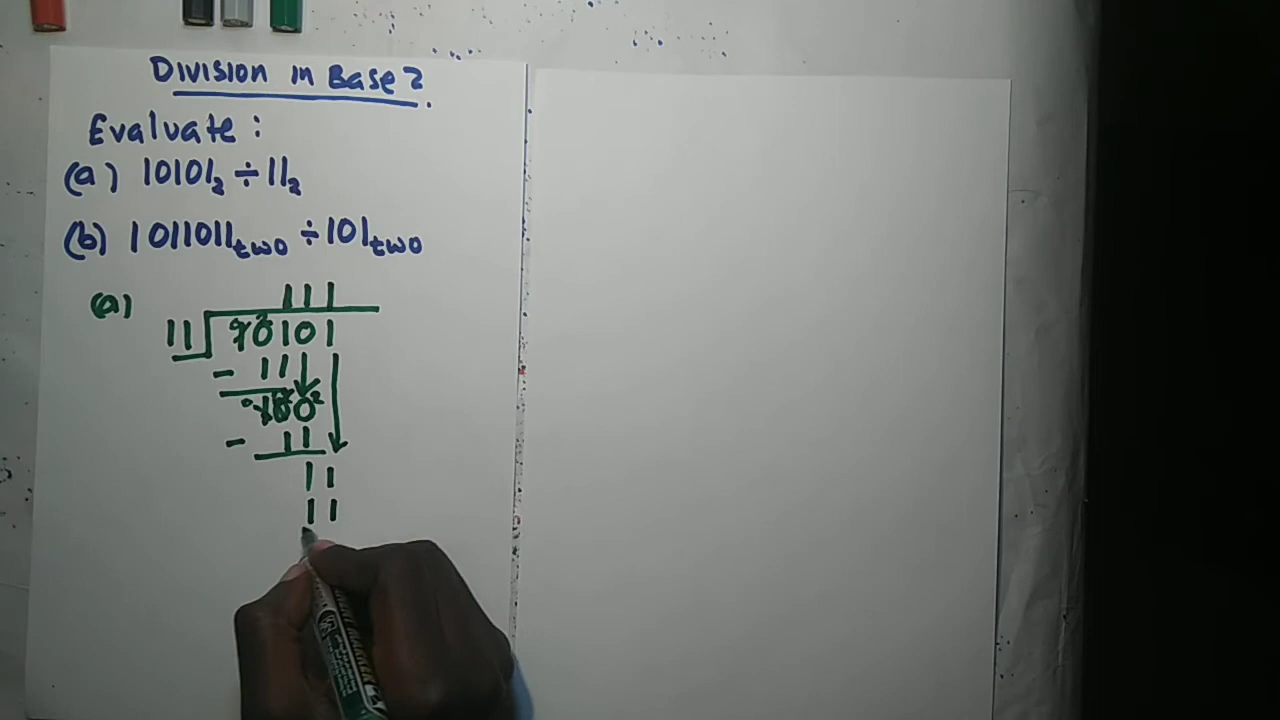 Division in Base 2
Evaluate:
(a) 10101₂ ÷ 11₂
(b) 1011011two ÷ 101two
(a)
111
11 10101
- 11
100
- 11
11
11